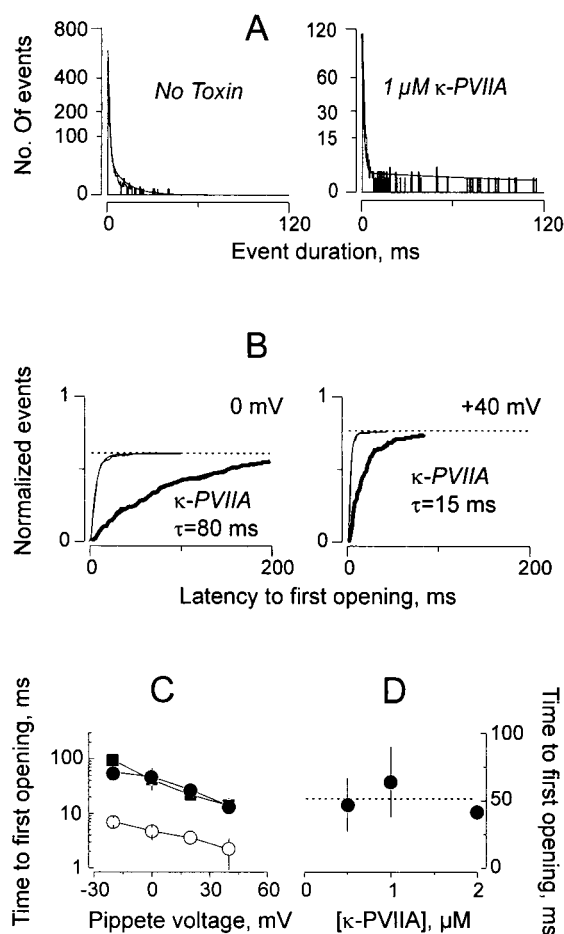 A
800
400
200
100
0
No. Of events
No Toxin
0
120
120
60
30
15
0
1 µM κ-PVIIA
0
120
Event duration, ms
B
1
0
Normalized events
0 mV
κ-PVIIA
τ=80 ms
0
200
1
0
+40 mV
κ-PVIIA
τ=15 ms
0
200
Latency to first opening, ms
C
Time to first opening, ms
100
10
1
-30
0
30
60
Pippete voltage, mV
D
100
50
0
Time to first opening, ms
0
1
2
[κ-PVIIA], µM